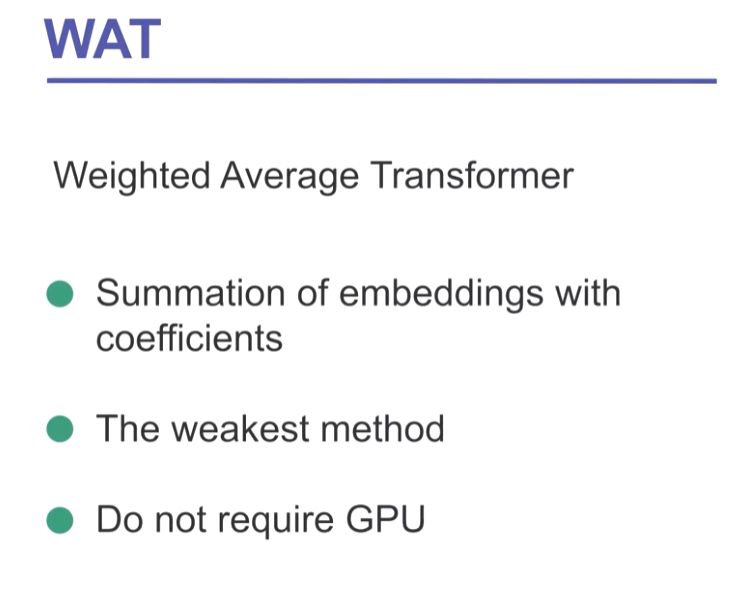 WAT
Weighted Average Transformer
Summation of embeddings with
coefficients
The weakest method
Do not require GPU